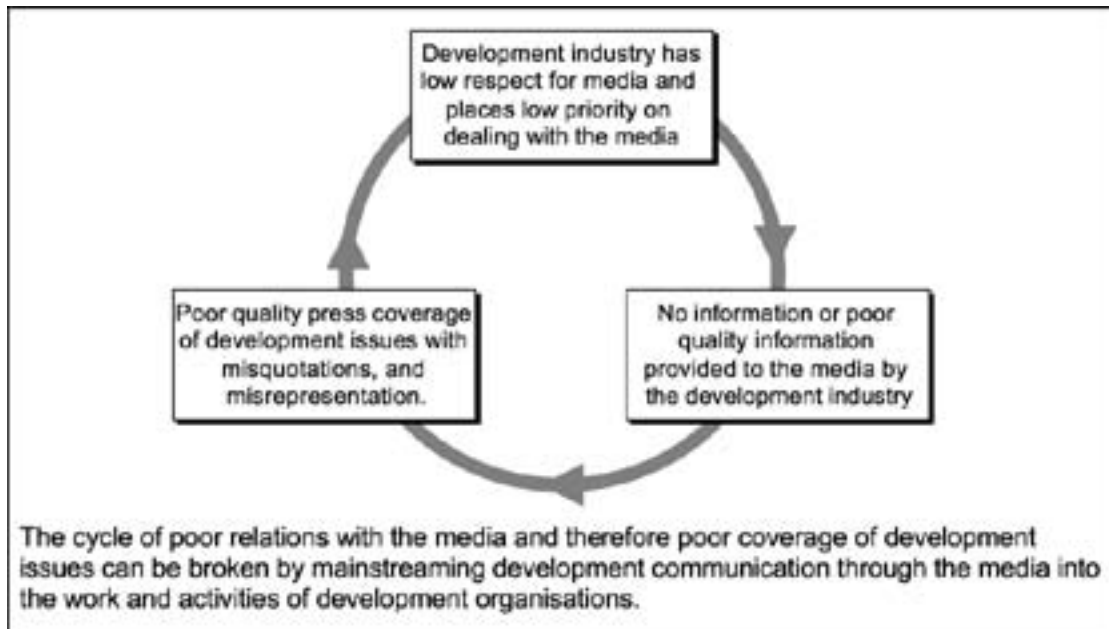 Development industry has
low respect for media and
places low priority on
dealing with the media
Poor quality press coverage
of development issues with
misquotations, and
misrepresentation.
No information or poor
quality information
provided to the media by
the development industry
The cycle of poor relations with the media and therefore poor coverage of development
issues can be broken by mainstreaming development communication through the media into
the work and activities of development organisations.